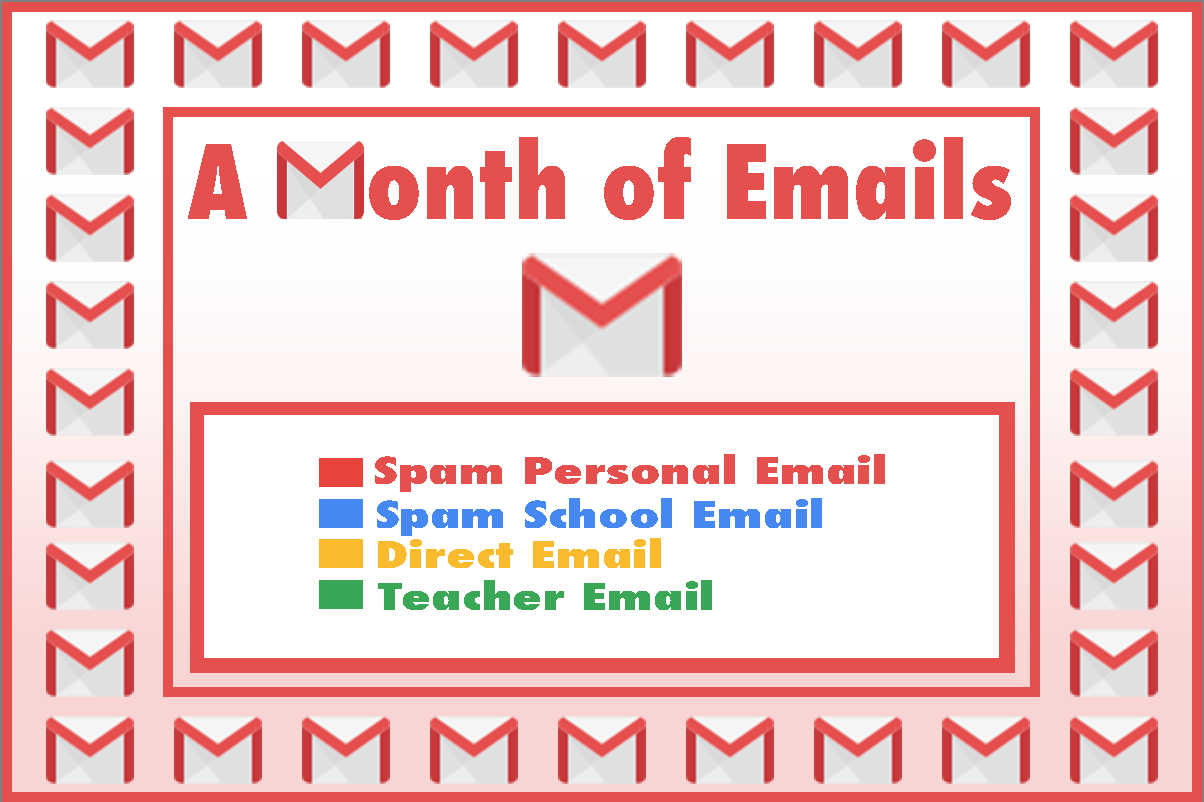 A Month of Emails
Spam Personal Email
Spam School Email
Direct Email
Teacher Email